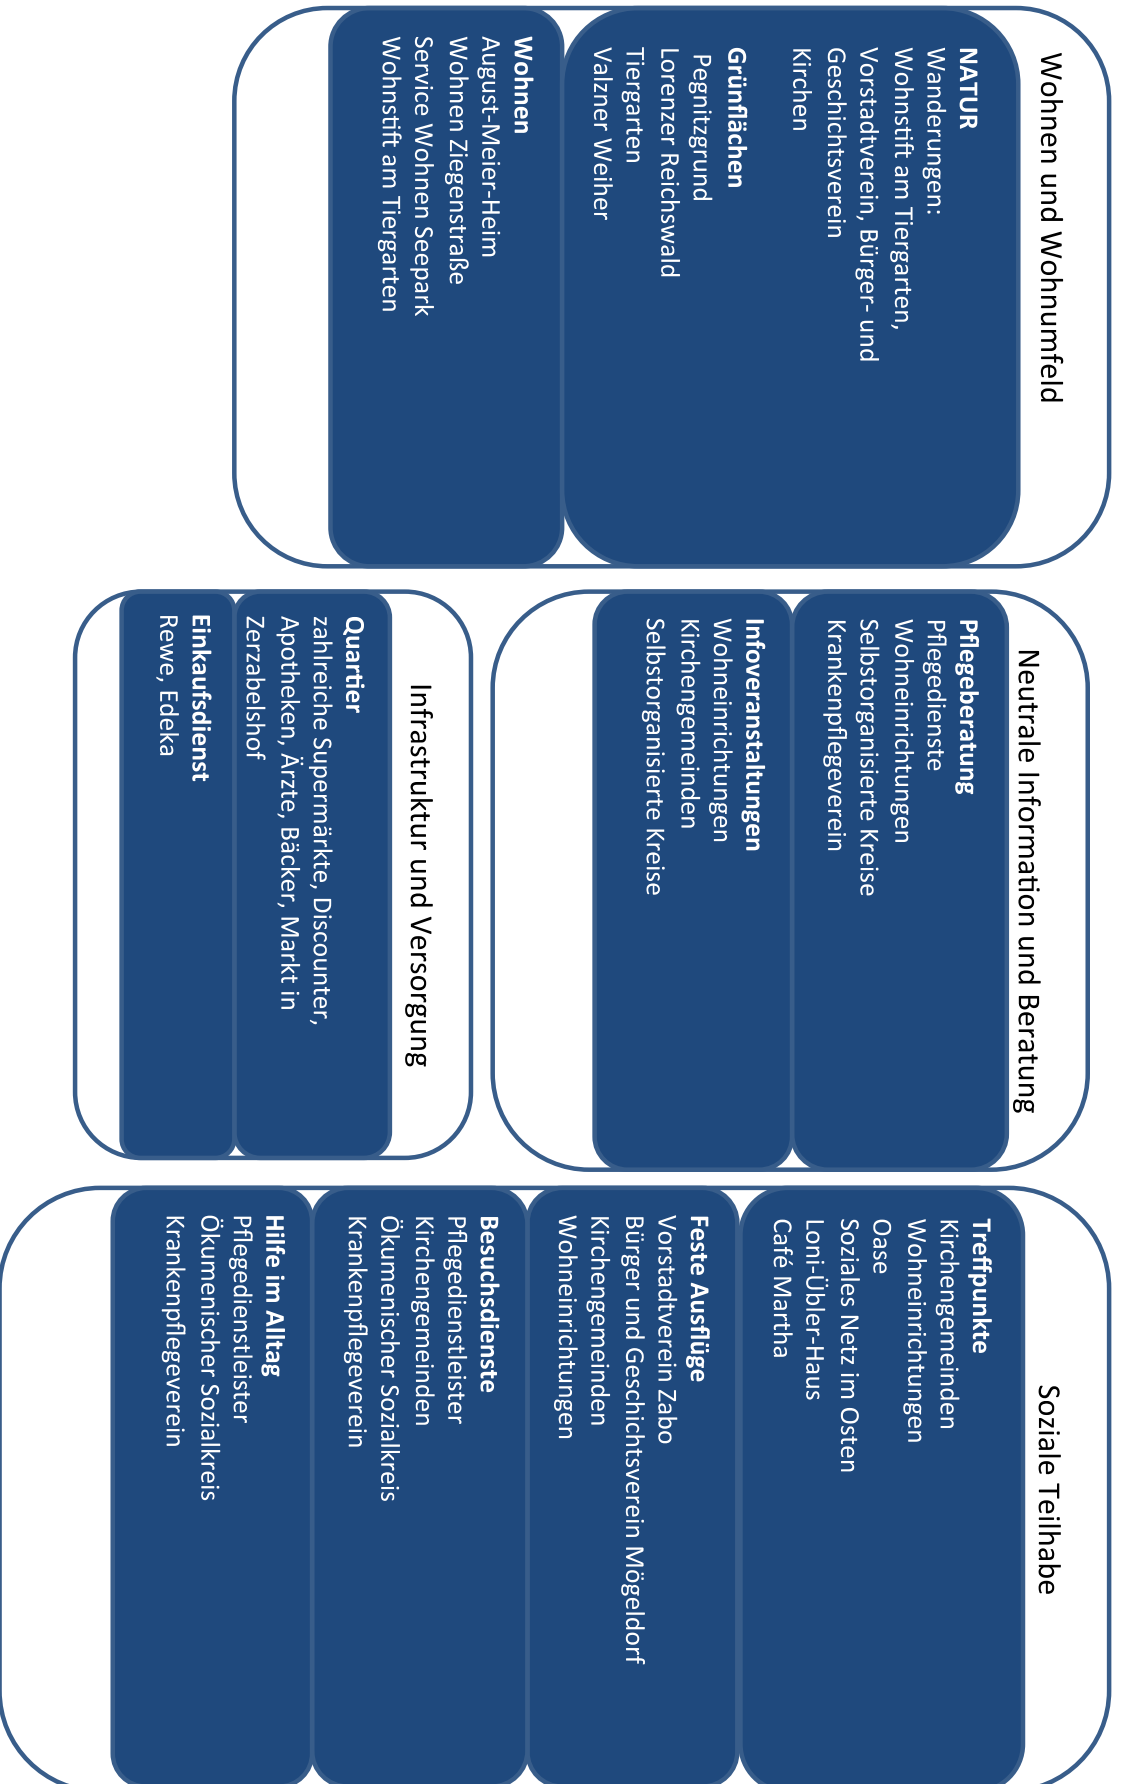 Wohnen und Wohnumfeld
NATUR
Wanderungen:
Wohnstift am Tiergarten,
Vorstadtverein, Bürger- und
Geschichtsverein
Kirchen
Grünflächen
Pegnitzgrund
Lorenzer Reichswald
Tiergarten
Valzner Weiher
Wohnen
August-Meier-Heim
Wohnen Ziegenstraße
Service Wohnen Seepark
Wohnstift am Tiergarten
Neutrale Information und Beratung
Pflegeberatung
Pflegedienste
Wohneinrichtungen
Selbstorganisierte Kreise
Krankenpflegeverein
Infoveranstaltungen
Wohneinrichtungen
Kirchengemeinden
Selbstorganisierte Kreise
Infrastruktur und Versorgung
Quartier
zahlreiche Supermärkte, Discounter,
Apotheken, Ärzte, Bäcker, Markt in
Zerzabelshof
Einkaufsdienst
Rewe, Edeka
Soziale Teilhabe
Treffpunkte
Kirchengemeinden
Wohneinrichtungen
Oase
Soziales Netz im Osten
Loni-Übler-Haus
Café Martha
Feste Ausflüge
Vorstadtverein Zabo
Bürger und Geschichtsverein Mögeldorf
Kirchengemeinden
Wohneinrichtungen
Besuchsdienste
Pflegedienstleister
Kirchengemeinden
Ökumenischer Sozialkreis
Krankenpflegeverein
Hilfe im Alltag
Pflegedienstleister
Ökumenischer Sozialkreis
Krankenpflegeverein